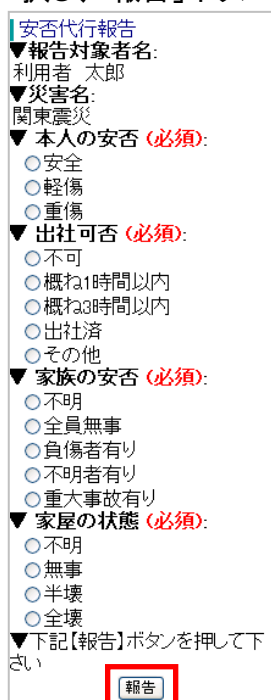 安否代行報告
▼報告対象者名:
利用者 太郎
▼災害名:
関東震災
▼ 本人の安否 (必須):
○安全
○軽傷
○重傷
▼ 出社可否 (必須):
○不可
○概ね1時間以内
○概ね3時間以内
○出社済
○その他
▼ 家族の安否 (必須):
○不明
○全員無事
○負傷者有り
○不明者有り
○重大事故有り
▼ 家屋の状態 (必須):
○不明
○無事
○半壊
○全壊
▼下記【報告】ボタンを押して下
さい
報告